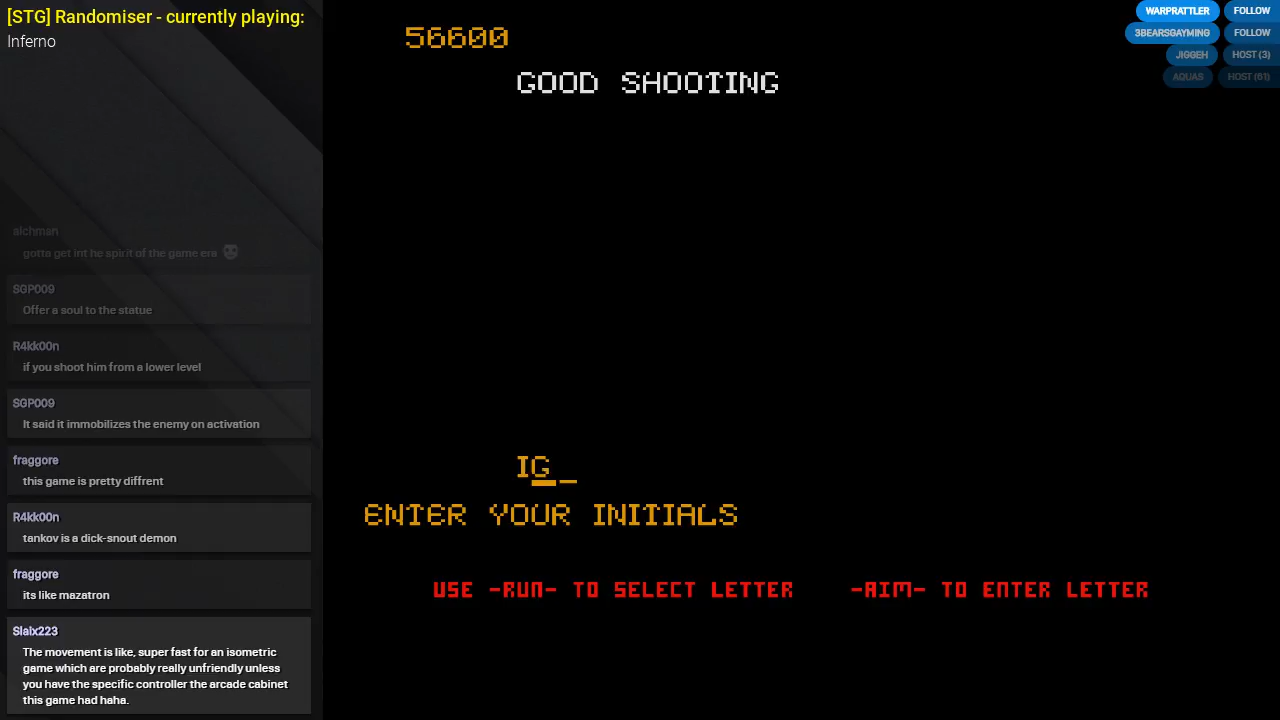 [STG] Randomiser - currently playing:
Inferno
aichman
gotta get int he spirit of the game era
SGP009
Offer a soul to the statue
R4kk00n
if you shoot him from a lower level
SGP009
It said it immobilizes the enemy on activation
fraggore
this game is pretty diffrent
R4kk00n
tankov is a dick-snout demon
fraggore
its like mazatron
Slalx223
The movement is like, super fast for an isometric
game which are probably really unfriendly unless
you have the specific controller the arcade cabinet
this game had haha.
56600
GOOD SHOOTING
IG_
ENTER YOUR INITIALS
USE -RUN- TO SELECT LETTER -AIM- TO ENTER LETTER
WARPRATTLER FOLLOW
3BEARSGAYMING FOLLOW
JIGGEH HOST (3)
AQUAS HOST (61)